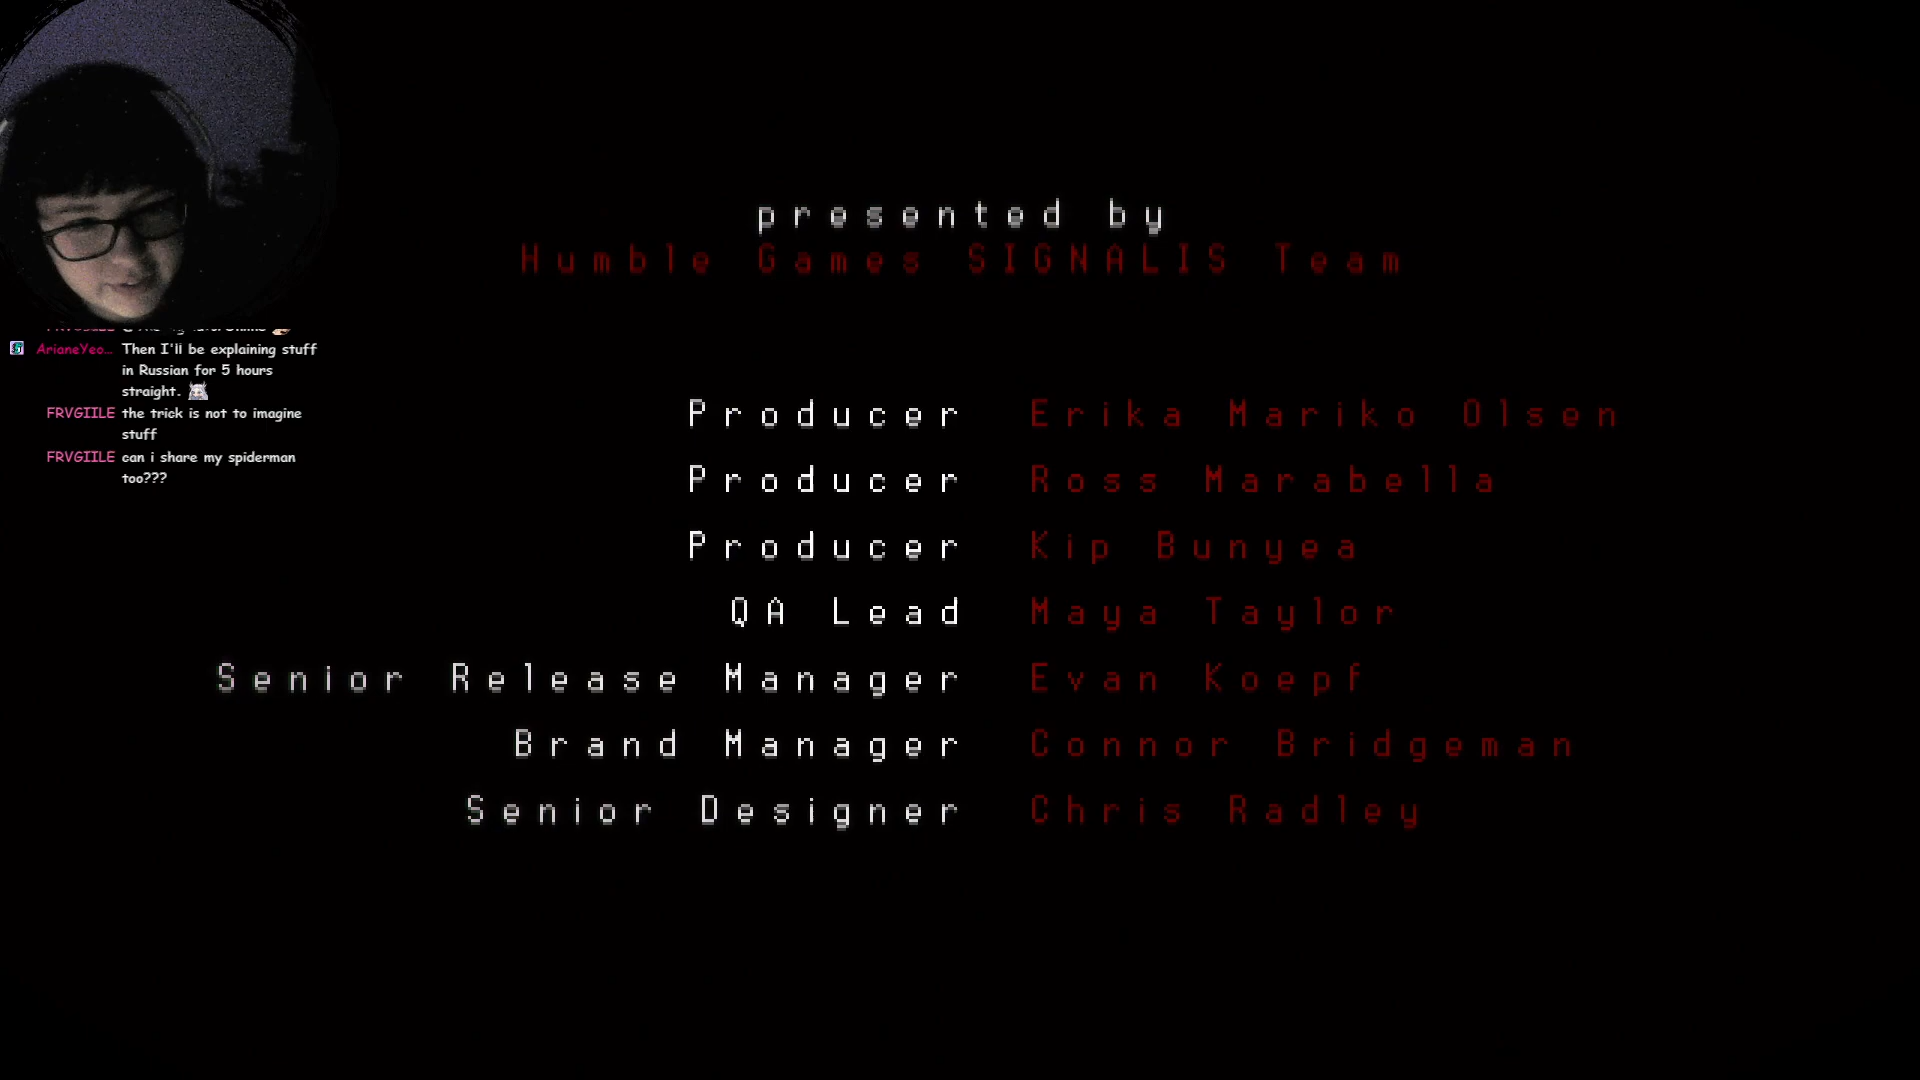 presented by
Humble Games SIGNALIS Team
FRVGIILE
ArianeYeo... Then I'll be explaining stuff
in Russian for 5 hours
straight.
FRVGIILE the trick is not to imagine
stuff
FRVGIILE can i share my spiderman
too???
Producer Erika Mariko Olsen
Producer Ross Marabella
Producer Kip Bunyea
QA Lead Maya Taylor
Senior Release Manager Evan Koepf
Brand Manager Connor Bridgeman
Senior Designer Chris Radley